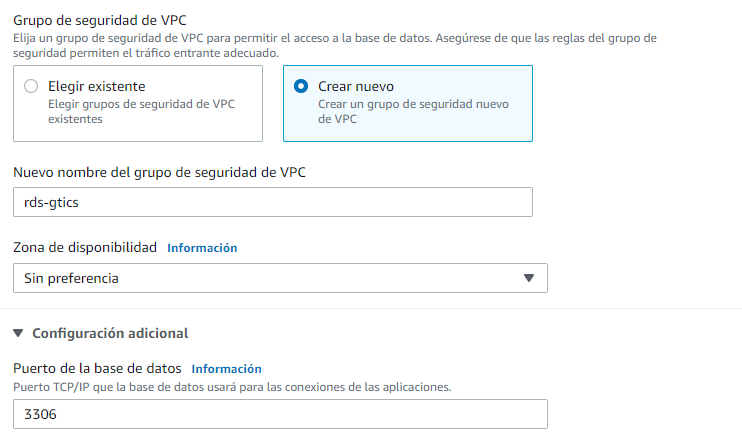 Grupo de seguridad de VPC
Elija un grupo de seguridad de VPC para permitir el acceso a la base de datos. Asegúrese de que las reglas del grupo de
seguridad permiten el tráfico entrante adecuado.
Elegir existente
Elegir grupos de seguridad de VPC
existentes
Crear nuevo
Crear un grupo de seguridad nuevo
de VPC
Nuevo nombre del grupo de seguridad de VPC
rds-gtics
Zona de disponibilidad Información
Sin preferencia
Configuración adicional
Puerto de la base de datos Información
Puerto TCP/IP que la base de datos usará para las conexiones de las aplicaciones.
3306